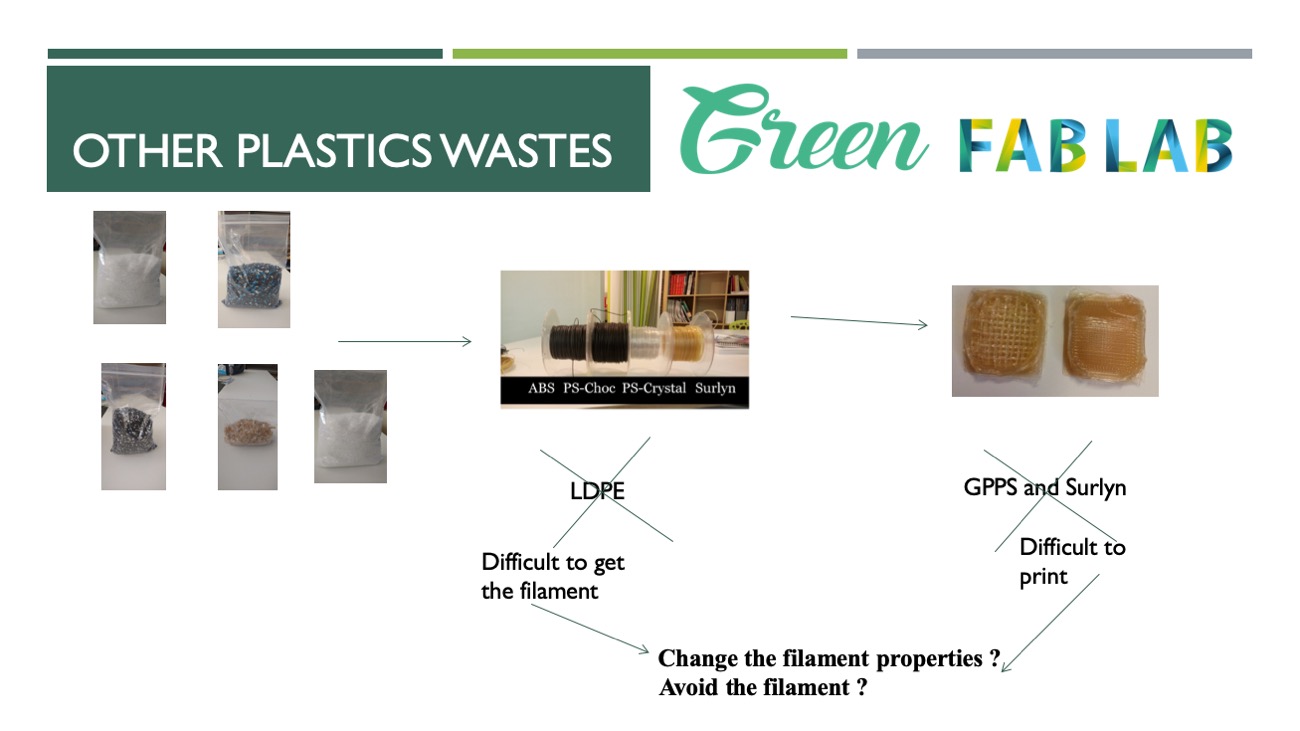 OTHER PLASTICS WASTES
Green FAB LAB
ABS PS-Choc PS-Crystal Surlyn
LDPE
GPPS and Surlyn
Difficult to get
the filament
Difficult to
print
Change the filament properties ?
Avoid the filament ?